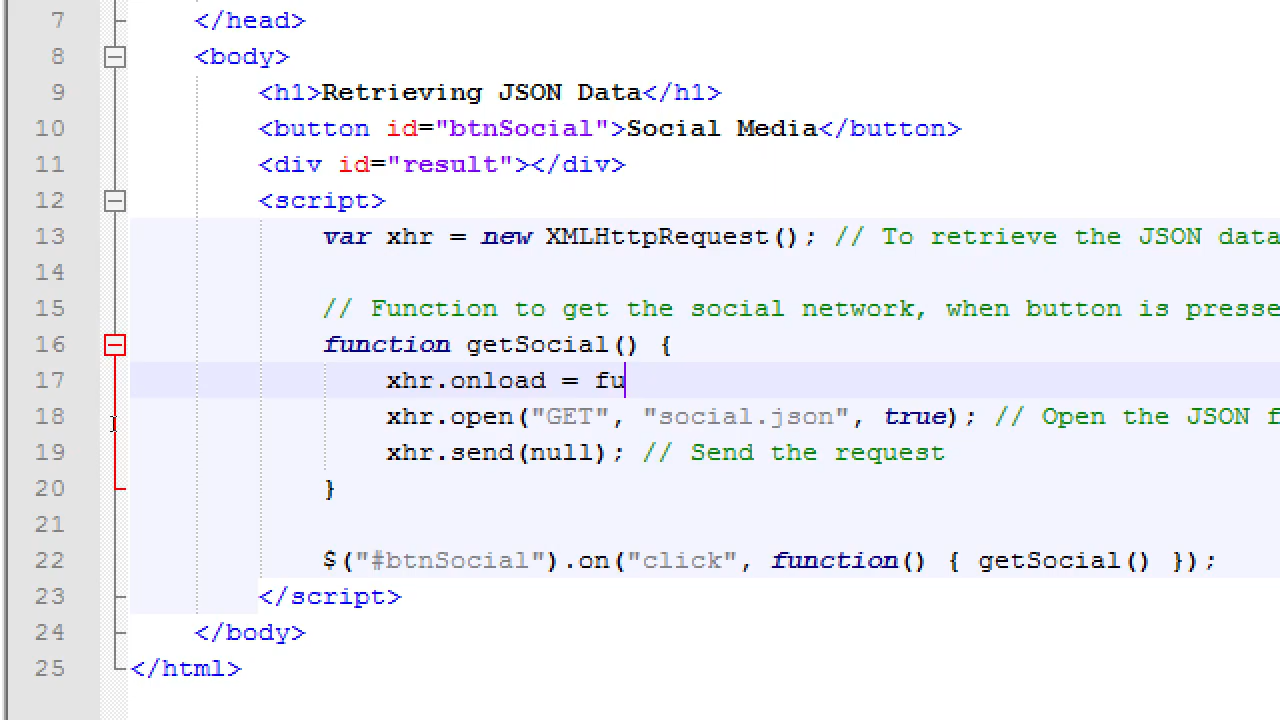 7 </head>
8 <body>
9 <h1>Retrieving JSON Data</h1>
10 <button id="btnSocial">Social Media</button>
11 <div id="result"></div>
12 <script>
13 var xhr = new XMLHttpRequest(); // To retrieve the JSON data
14
15 // Function to get the social network, when button is presse
16 function getSocial() {
17 xhr.onload = fu
18 xhr.open("GET", "social.json", true); // Open the JSON f
19 xhr.send(null); // Send the request
20 }
21
22 $("#btnSocial").on("click", function() { getSocial() });
23 </script>
24 </body>
25 </html>